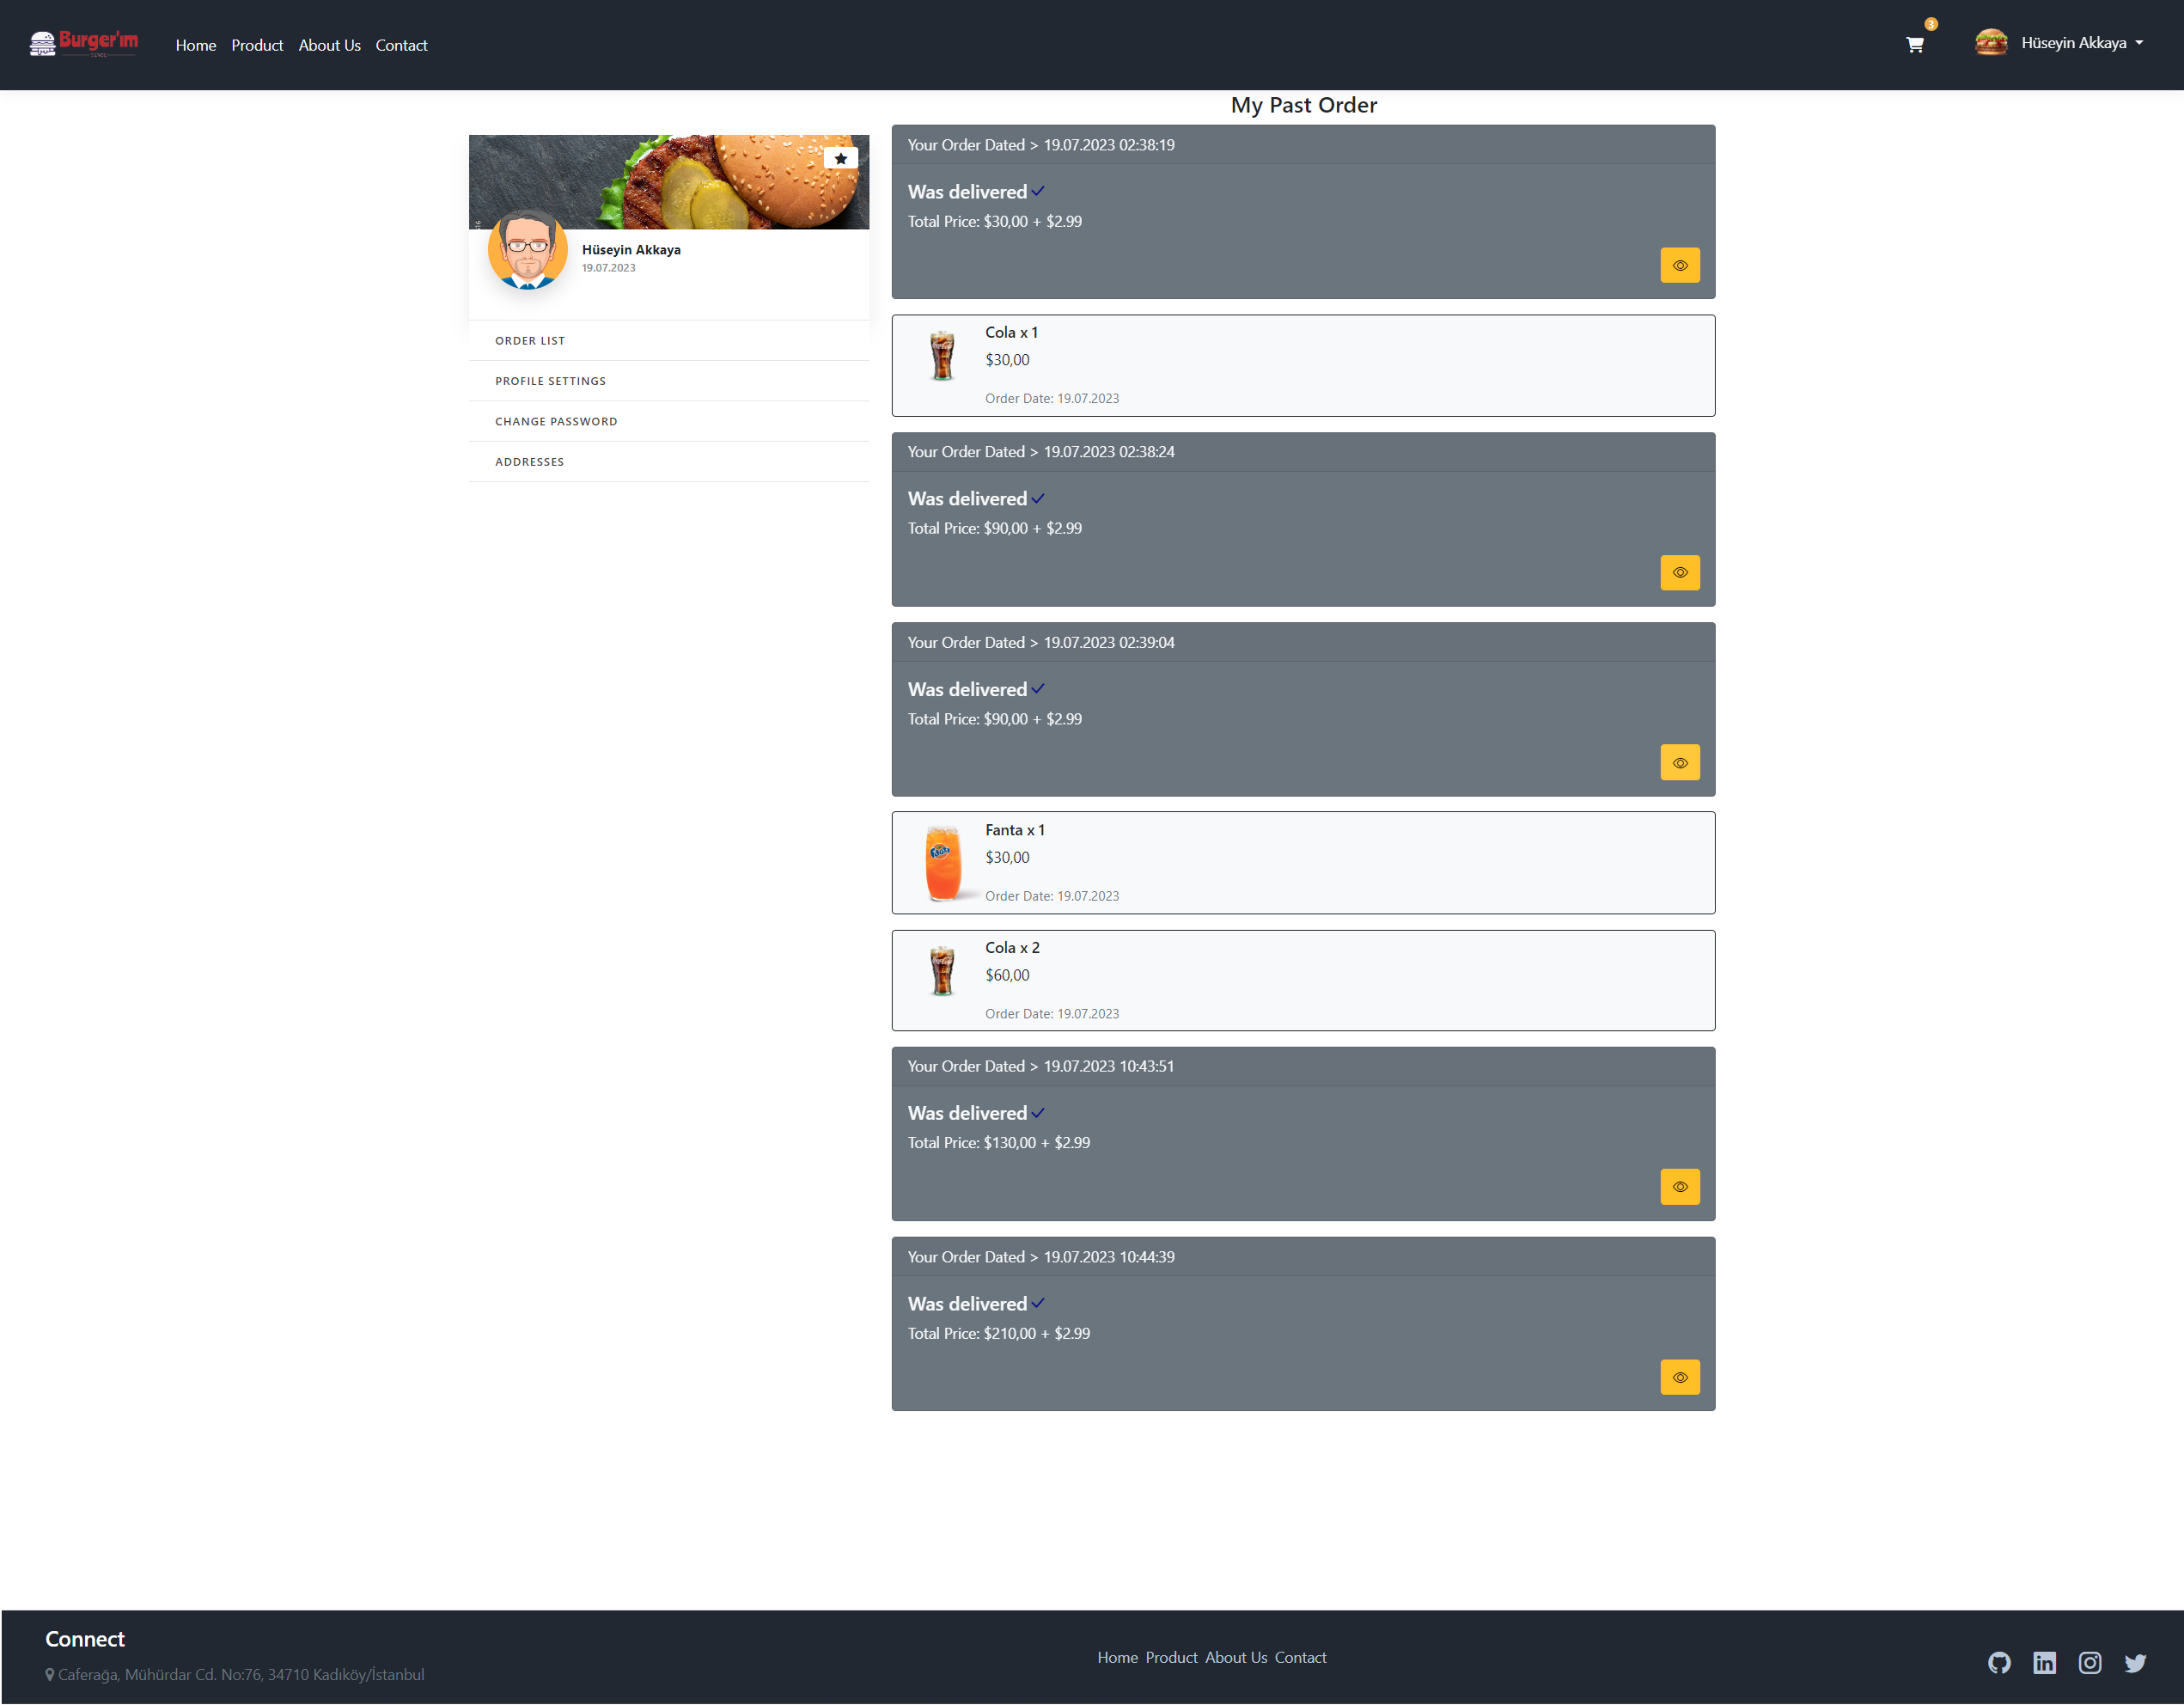 Burger'im
Home Product About Us Contact
3
Hüseyin Akkaya
My Past Order
Hüseyin Akkaya
19.07.2023
ORDER LIST
PROFILE SETTINGS
CHANGE PASSWORD
ADDRESSES
Your Order Dated > 19.07.2023 02:38:19
Was delivered
Total Price: $30,00 + $2.99
Cola x 1
$30,00
Order Date: 19.07.2023
Your Order Dated > 19.07.2023 02:38:24
Was delivered
Total Price: $90,00 + $2.99
Your Order Dated > 19.07.2023 02:39:04
Was delivered
Total Price: $90,00 + $2.99
Fanta
Fanta x 1
$30,00
Order Date: 19.07.2023
Cola x 2
$60,00
Order Date: 19.07.2023
Your Order Dated > 19.07.2023 10:43:51
Was delivered
Total Price: $130,00 + $2.99
Your Order Dated > 19.07.2023 10:44:39
Was delivered
Total Price: $210,00 + $2.99
Connect
Caferağa, Mühürdar Cd. No:76, 34710 Kadıköy/İstanbul
Home Product About Us Contact